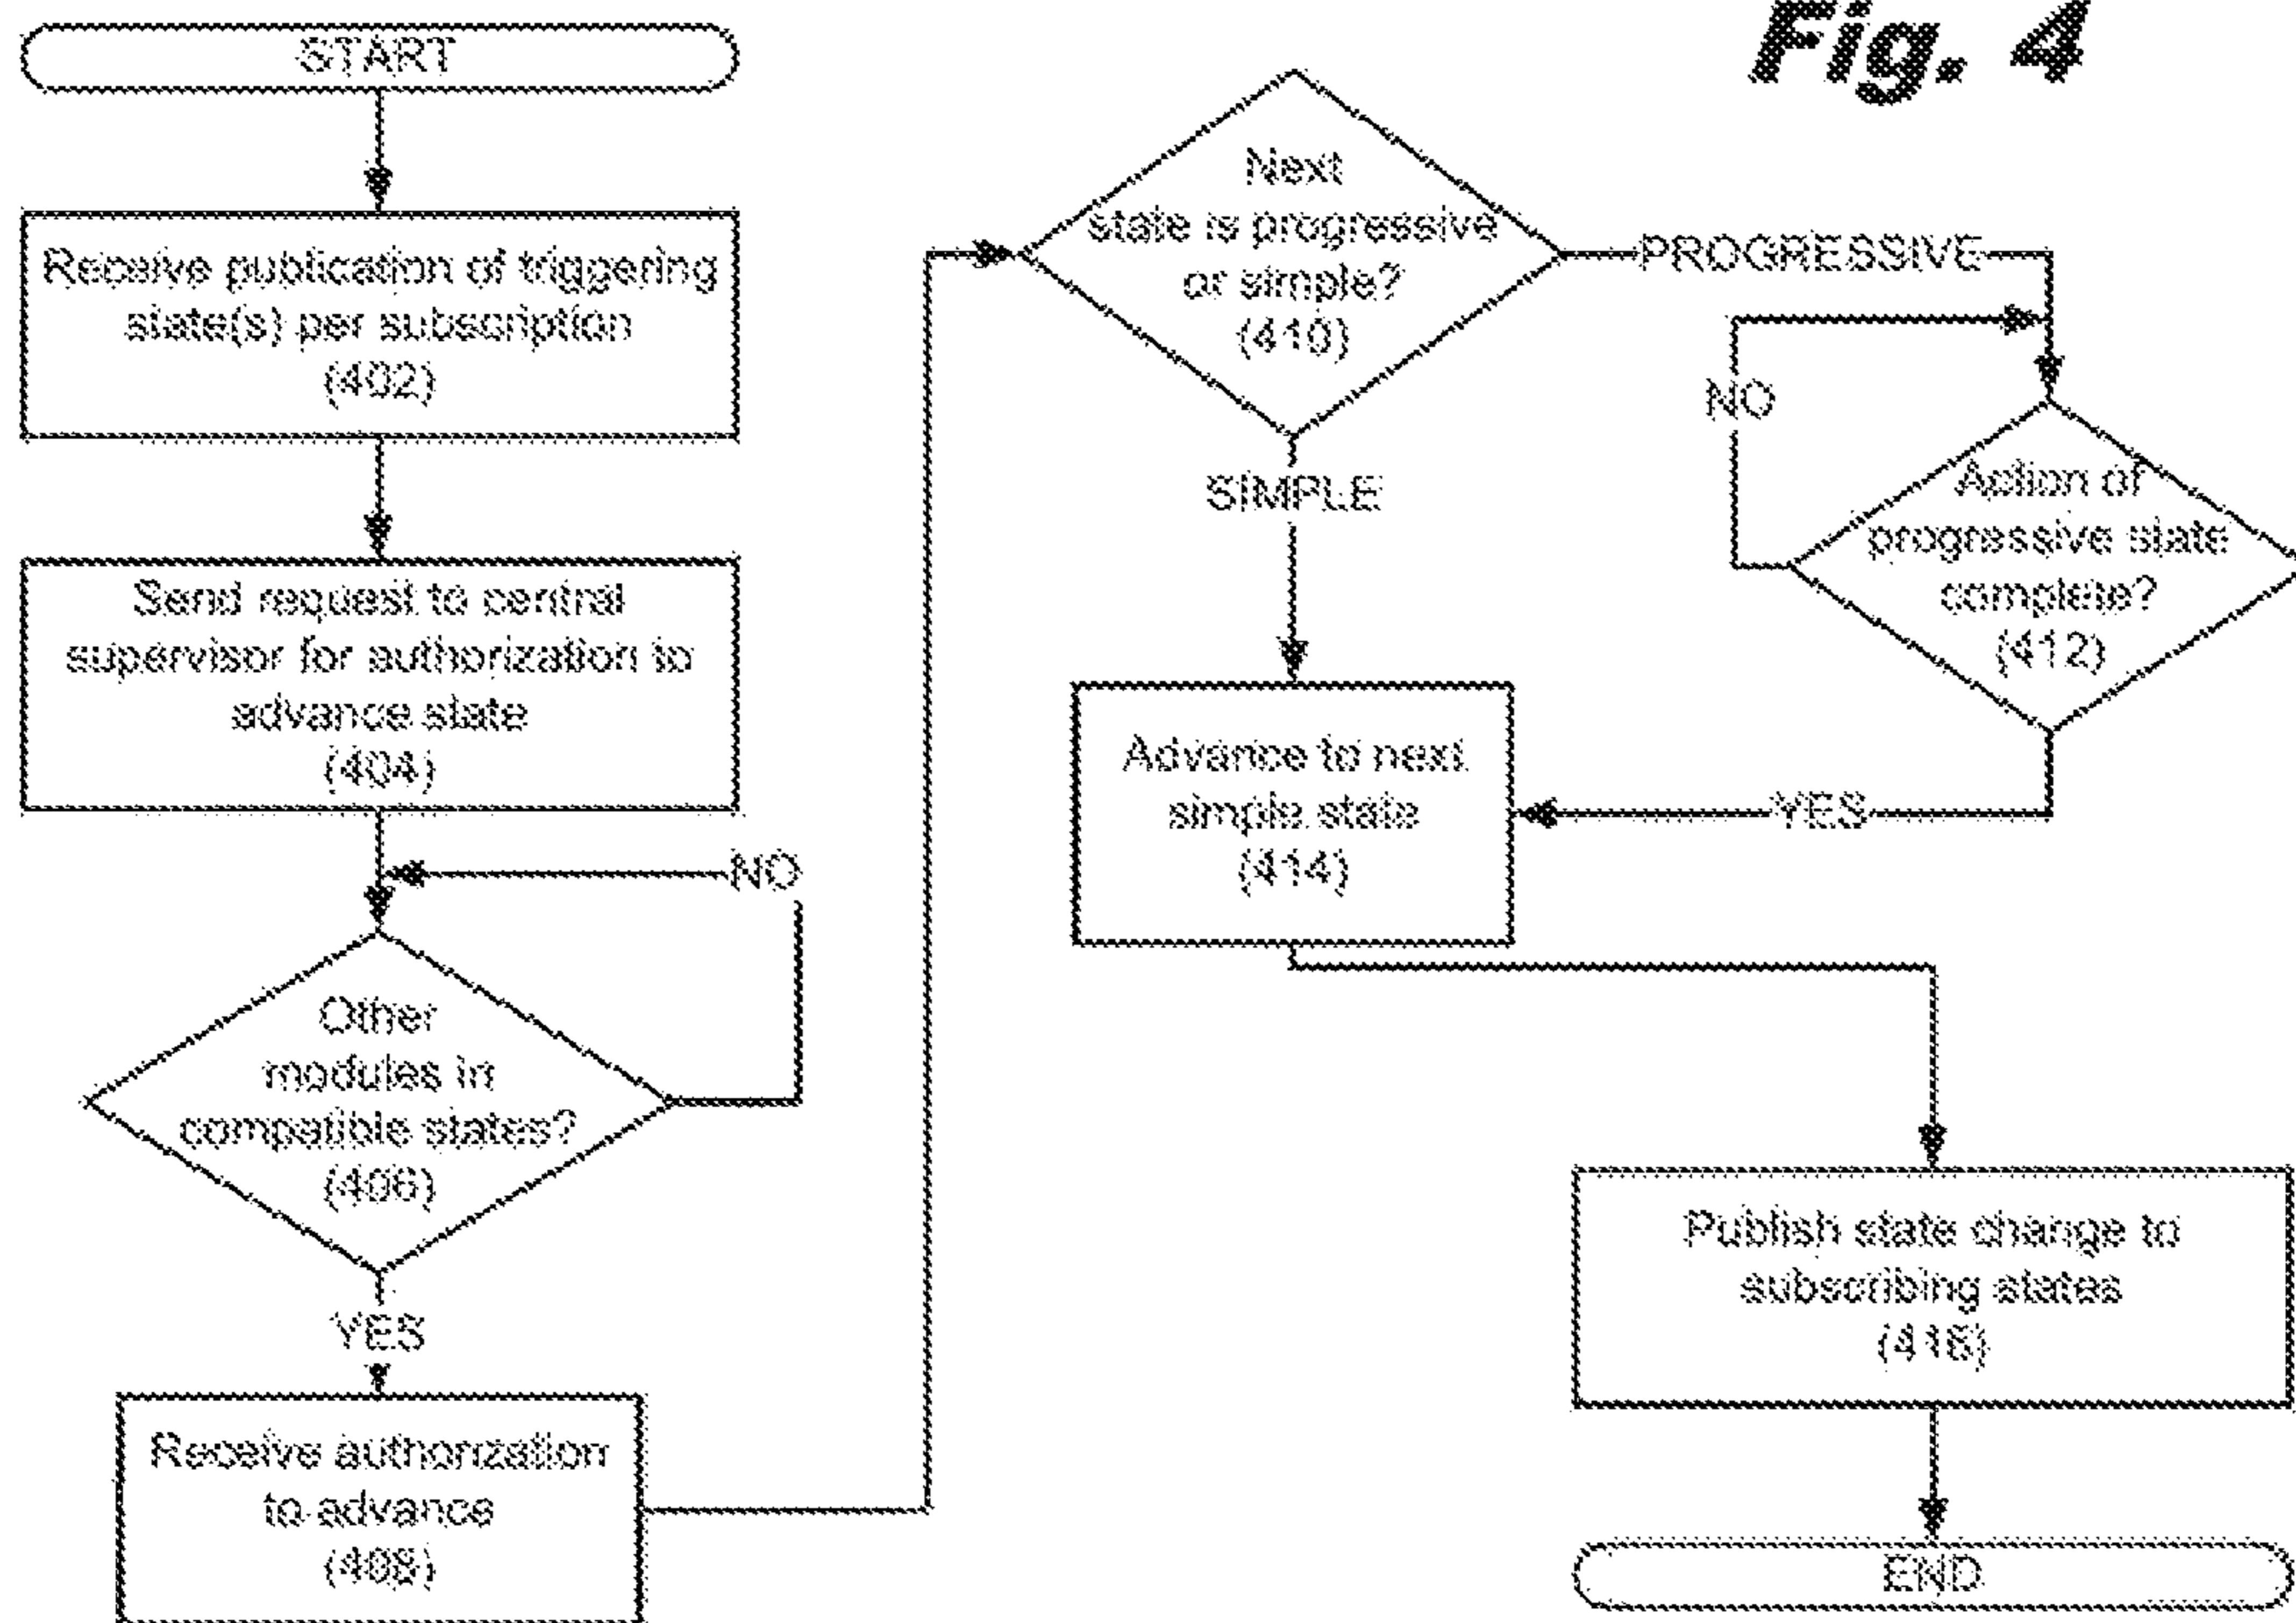 Fig. 4
START
Receive publication of triggering
state(s) per subscription
(402)
Send request to central
supervisor for authorization to
advance state
(404)
NO
Other
modules in
compatible states?
(406)
YES
Receive authorization
to advance
(408)
Next
state is progressive
or simple?
(410)
PROGRESSIVE
SIMPLE
NO
Action of
progressive state
complete?
(412)
YES
Advance to next
simple state
(414)
Publish state change to
subscribing states
(416)
END